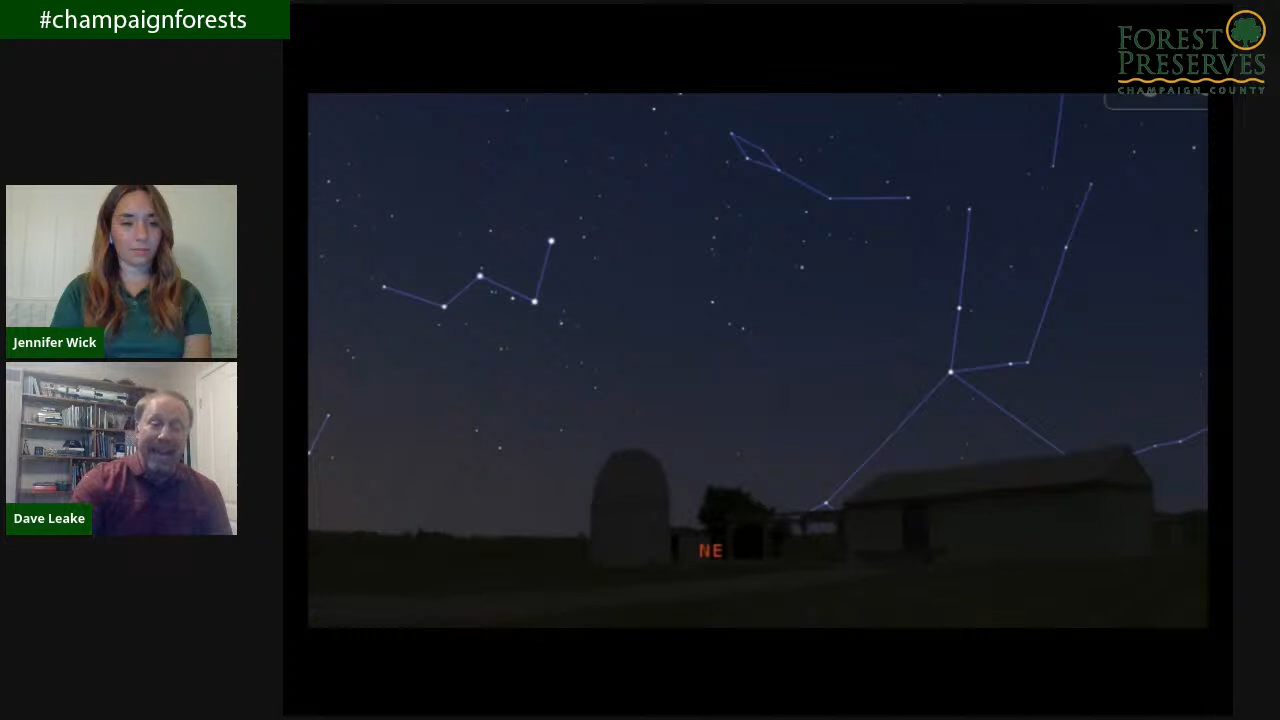 #champaignforests
FOREST
PRESERVES
CHAMPAIGN COUNTY
Jennifer Wick
Dave Leake
NE